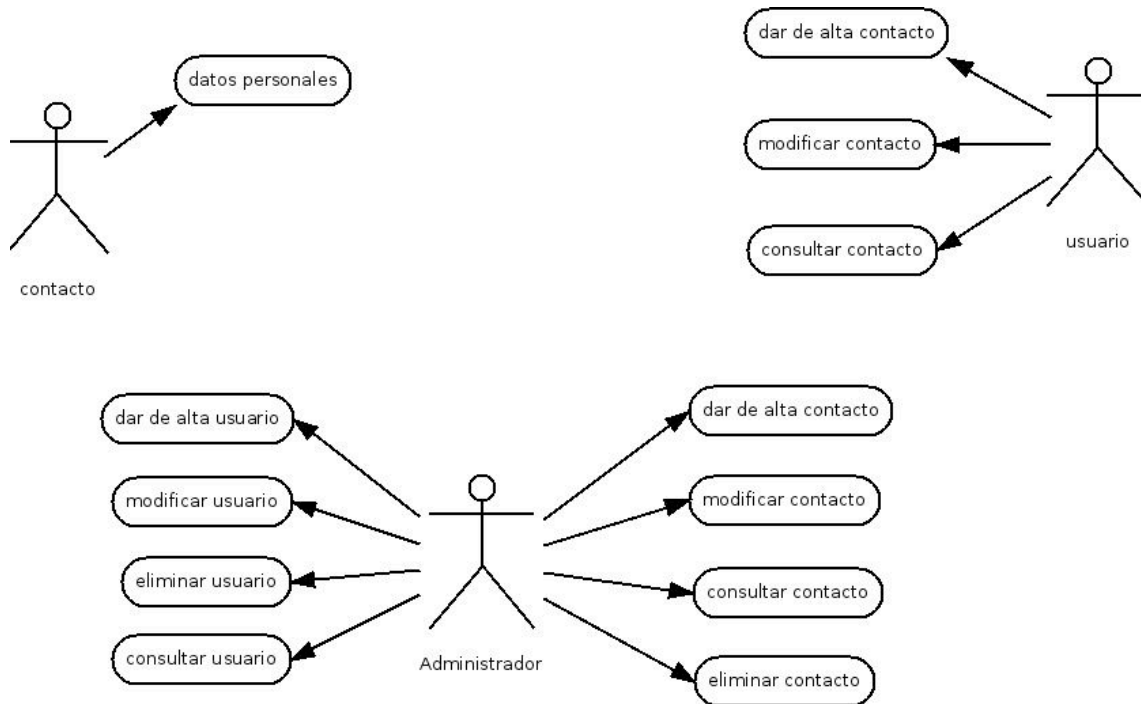 dar de alta contacto
datos personales
modificar contacto
consultar contacto
usuario
contacto
dar de alta usuario
dar de alta contacto
modificar usuario
modificar contacto
eliminar usuario
consultar contacto
consultar usuario
Administrador
eliminar contacto